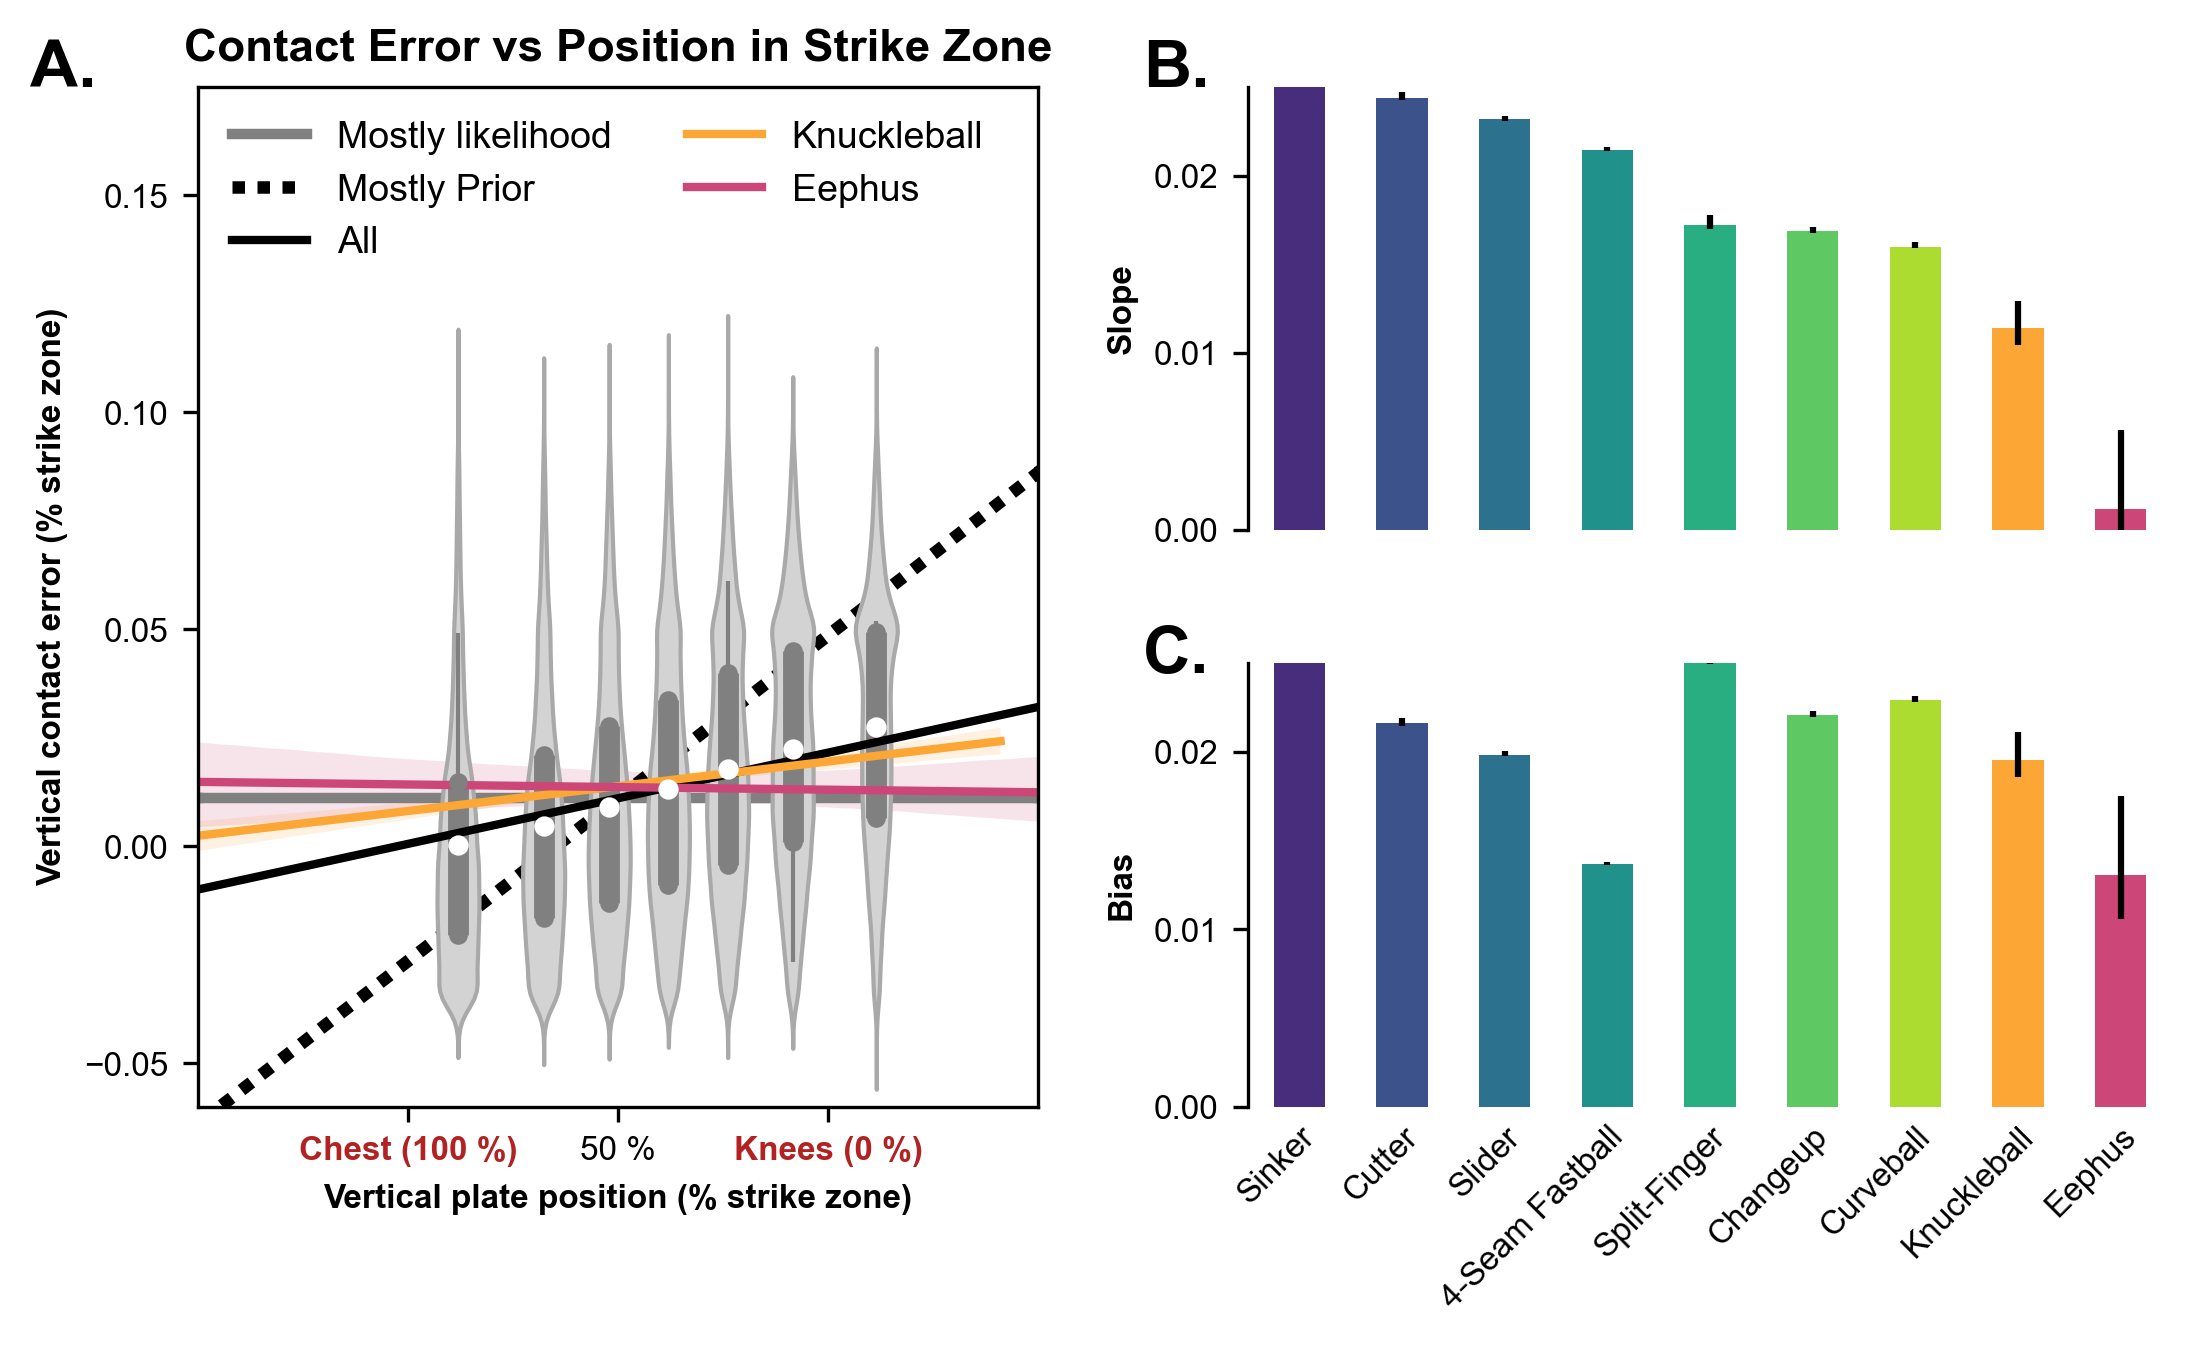 A.
Contact Error vs Position in Strike Zone
Mostly likelihood
Mostly Prior
All
Knuckleball
Eephus
0.15
0.10
0.05
0.00
−0.05
Vertical contact error (% strike zone)
Chest (100 %)
50 %
Knees (0 %)
Vertical plate position (% strike zone)
B.
Slope
0.02
0.01
0.00
C.
Bias
0.02
0.01
0.00
Sinker
Cutter
Slider
4-Seam Fastball
Split-Finger
Changeup
Curveball
Knuckleball
Eephus